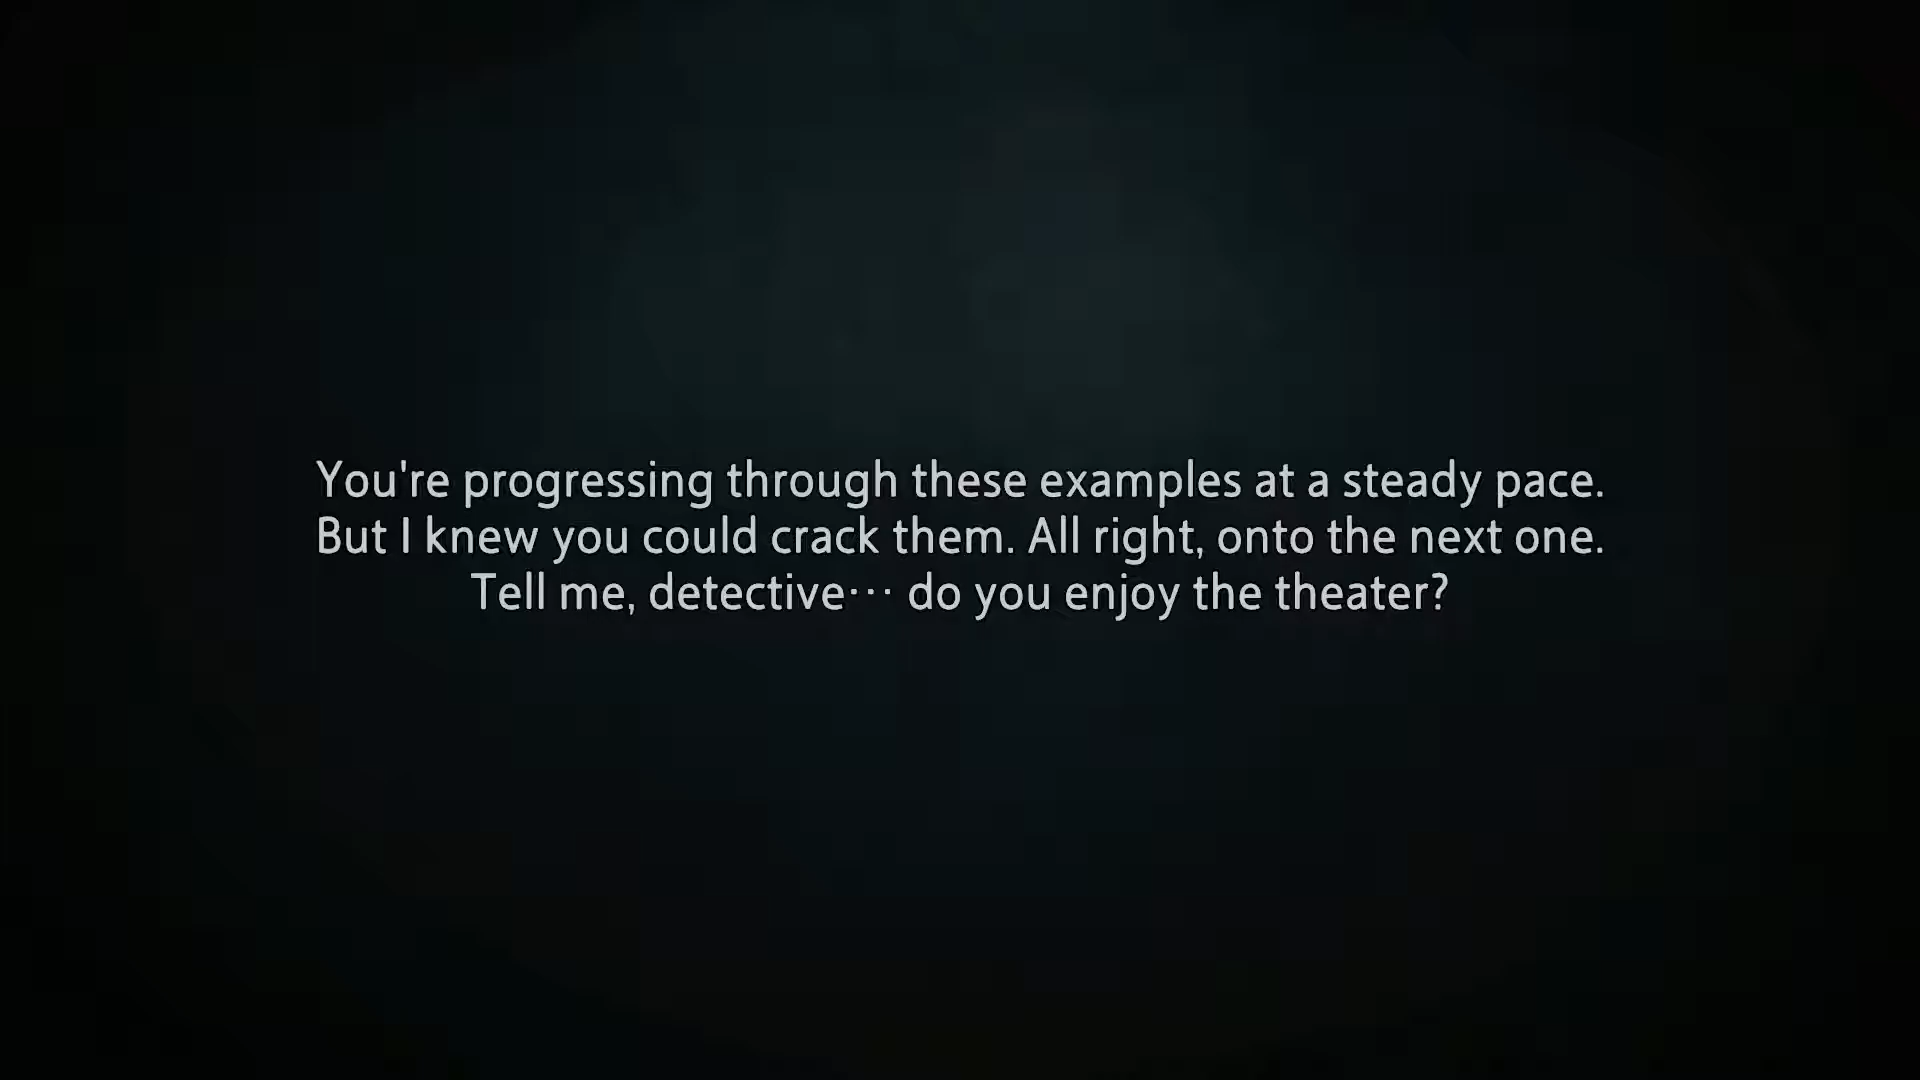 You're progressing through these examples at a steady pace.
But I knew you could crack them. All right, onto the next one.
Tell me, detective··· do you enjoy the theater?